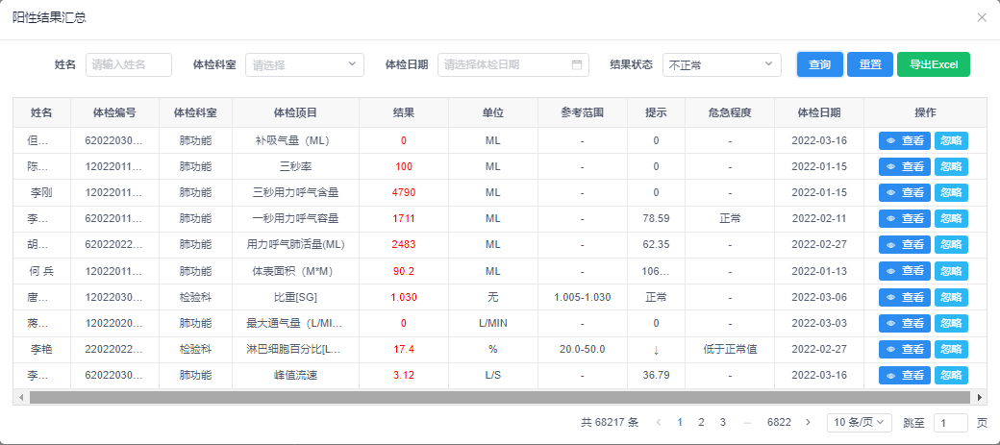 阳性结果汇总
姓名 请输入姓名 体检科室 请选择 体检日期 请选择体检日期 结果状态 不正常 查询 重置 导出Excel
姓名 体检编号 体检科室 体检项目 结果 单位 参考范围 提示 危急程度 体检日期 操作
但... 62022030... 肺功能 补吸气量（ML） 0 ML - 0 - 2022-03-16 查看 忽略
陈... 12022011... 肺功能 三秒率 100 ML - 0 - 2022-01-15 查看 忽略
李刚 12022011... 肺功能 三秒用力呼气含量 4790 ML - 0 - 2022-01-15 查看 忽略
李... 62022011... 肺功能 一秒用力呼气容量 1711 ML - 78.59 正常 2022-02-11 查看 忽略
胡... 62022022... 肺功能 用力呼气肺活量(ML) 2483 ML - 62.35 - 2022-02-27 查看 忽略
何 兵 12022011... 肺功能 体表面积（M*M） 90.2 ML - 106... - 2022-01-13 查看 忽略
唐... 12022030... 检验科 比重[SG] 1.030 无 1.005-1.030 正常 - 2022-03-06 查看 忽略
蒋... 12022020... 肺功能 最大通气量（L/MI... 0 L/MIN - 0 - 2022-03-03 查看 忽略
李艳 22022022... 检验科 淋巴细胞百分比[L... 17.4 % 20.0-50.0 ↓ 低于正常值 2022-02-27 查看 忽略
李... 62022030... 肺功能 峰值流速 3.12 L/S - 36.79 - 2022-03-16 查看 忽略
共 68217 条 1 2 3 ... 6822 10 条/页 跳至 1 页